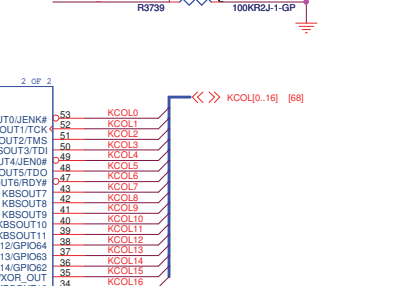 R3739 100KR2J-1-GP
2 OF 2
KCOL[0..16] [68]
UT0/JENK# 53 KCOL0
OUT1/TCK 52 KCOL1
OUT2/TMS 51 KCOL2
SOUT3/TDI 50 KCOL3
UT4/JEN0# 49 KCOL4
OUT5/TDO 48 KCOL5
UT6/RDY# 47 KCOL6
KBSOUT7 43 KCOL7
KBSOUT8 42 KCOL8
KBSOUT9 41 KCOL9
KBSOUT10 40 KCOL10
KBSOUT11 39 KCOL11
12/GPIO64 38 KCOL12
13/GPIO63 37 KCOL13
14/GPIO62 36 KCOL14
/XOR_OUT 35 KCOL15
34 KCOL16